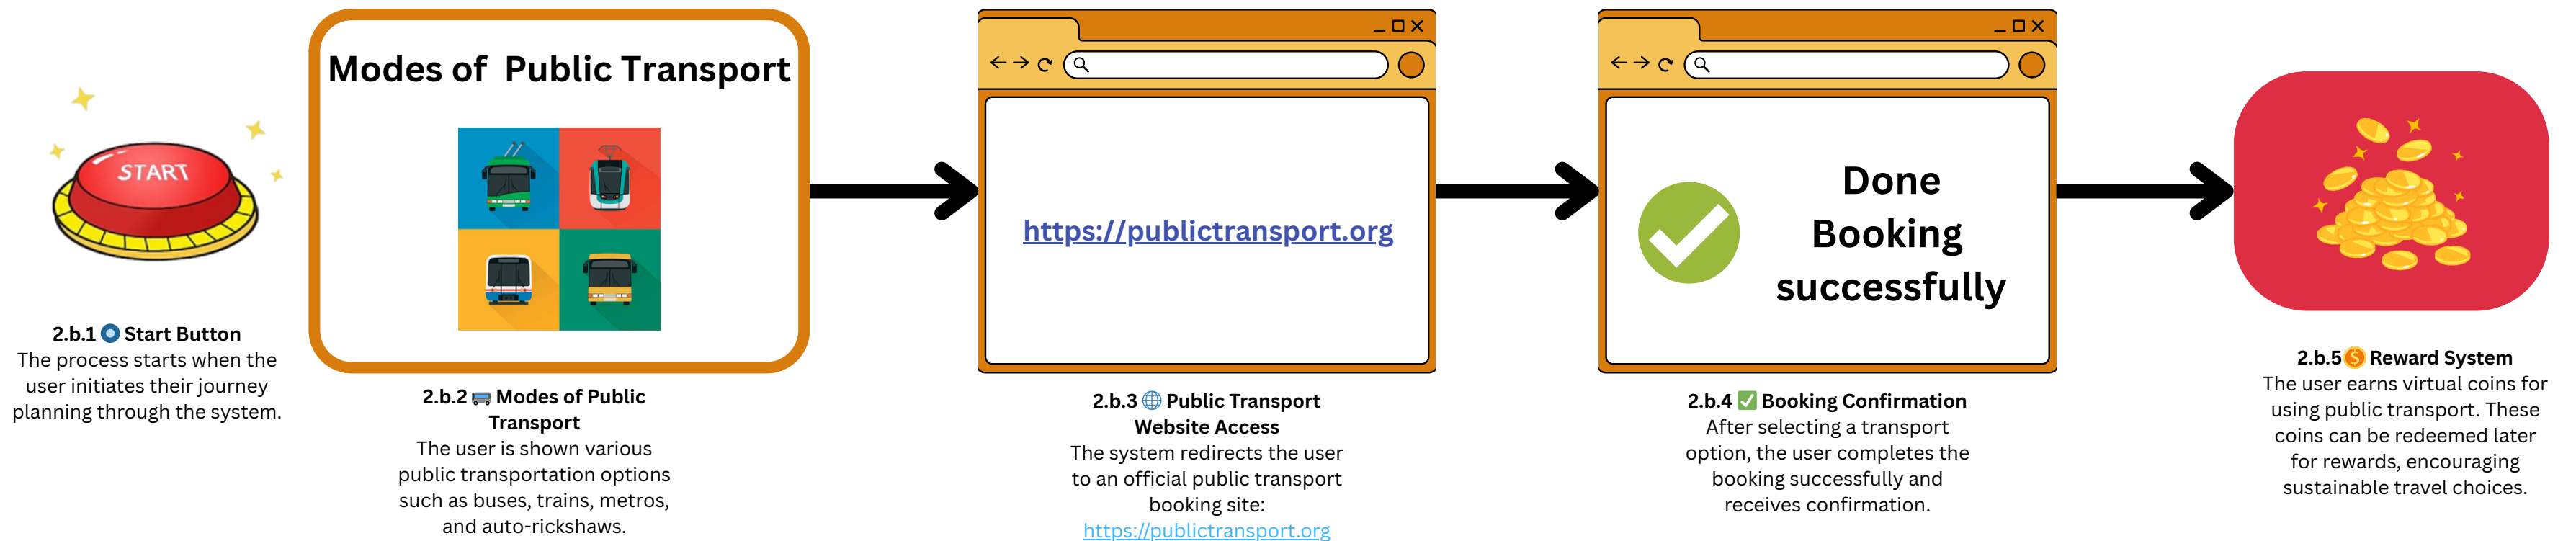 START
2.b.1 Start Button
The process starts when the
user initiates their journey
planning through the system.
Modes of Public Transport
2.b.2 Modes of Public
Transport
The user is shown various
public transportation options
such as buses, trains, metros,
and auto-rickshaws.
https://publictransport.org
2.b.3 Public Transport
Website Access
The system redirects the user
to an official public transport
booking site:
https://publictransport.org
Done
Booking
successfully
2.b.4 Booking Confirmation
After selecting a transport
option, the user completes the
booking successfully and
receives confirmation.
2.b.5 Reward System
The user earns virtual coins for
using public transport. These
coins can be redeemed later
for rewards, encouraging
sustainable travel choices.